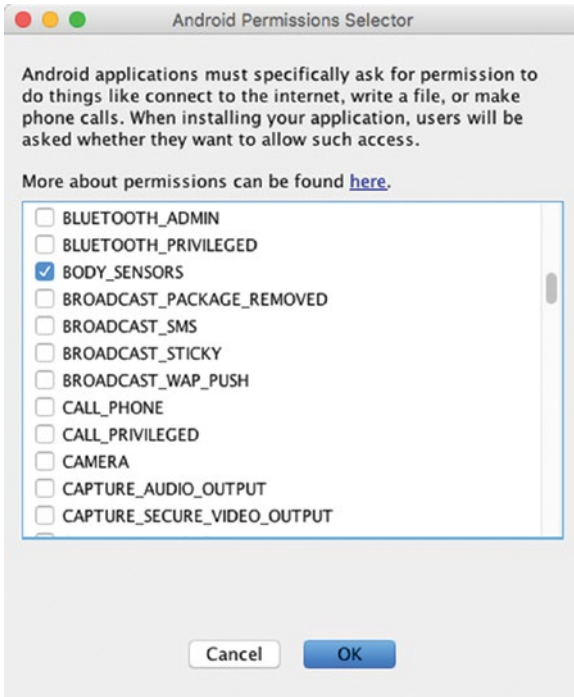 Android Permissions Selector
Android applications must specifically ask for permission to
do things like connect to the internet, write a file, or make
phone calls. When installing your application, users will be
asked whether they want to allow such access.
More about permissions can be found here.
BLUETOOTH_ADMIN
BLUETOOTH_PRIVILEGED
BODY_SENSORS
BROADCAST_PACKAGE_REMOVED
BROADCAST_SMS
BROADCAST_STICKY
BROADCAST_WAP_PUSH
CALL_PHONE
CALL_PRIVILEGED
CAMERA
CAPTURE_AUDIO_OUTPUT
CAPTURE_SECURE_VIDEO_OUTPUT
Cancel OK